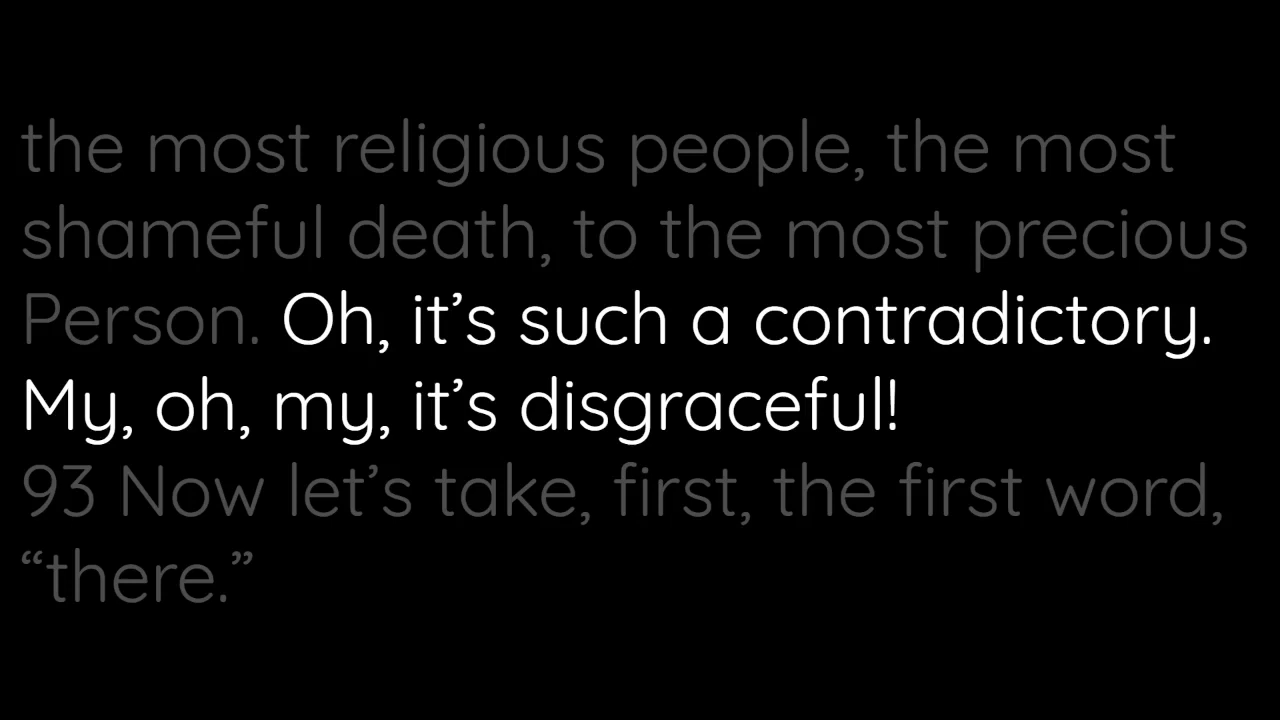 the most religious people, the most
shameful death, to the most precious
Person. Oh, it’s such a contradictory.
My, oh, my, it’s disgraceful!
93 Now let’s take, first, the first word,
“there.”